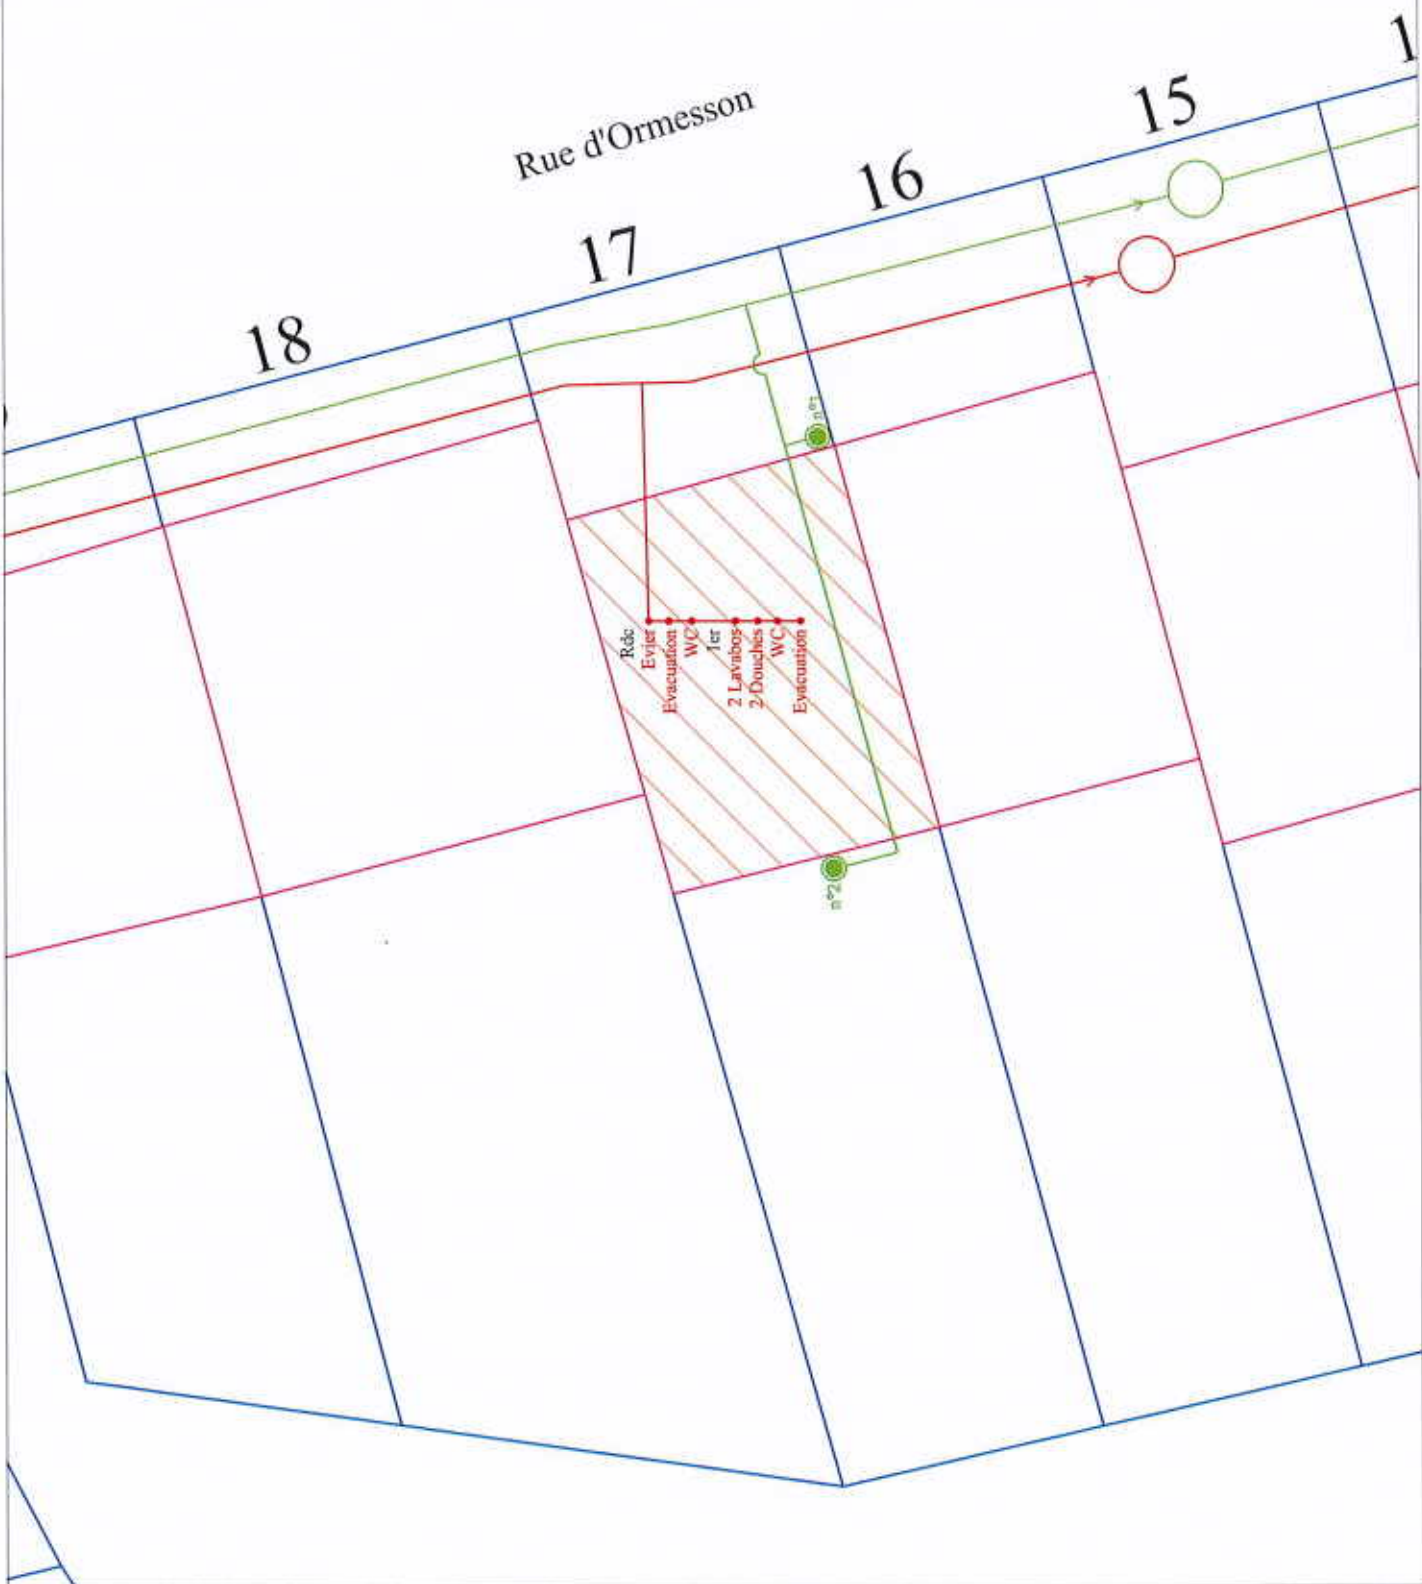 Rue d'Ormesson
15
16
17
18
n°1
Rdc
Evier
Evacuation
WC
1er
2 Lavabos
2 Douches
WC
Evacuation
n°2